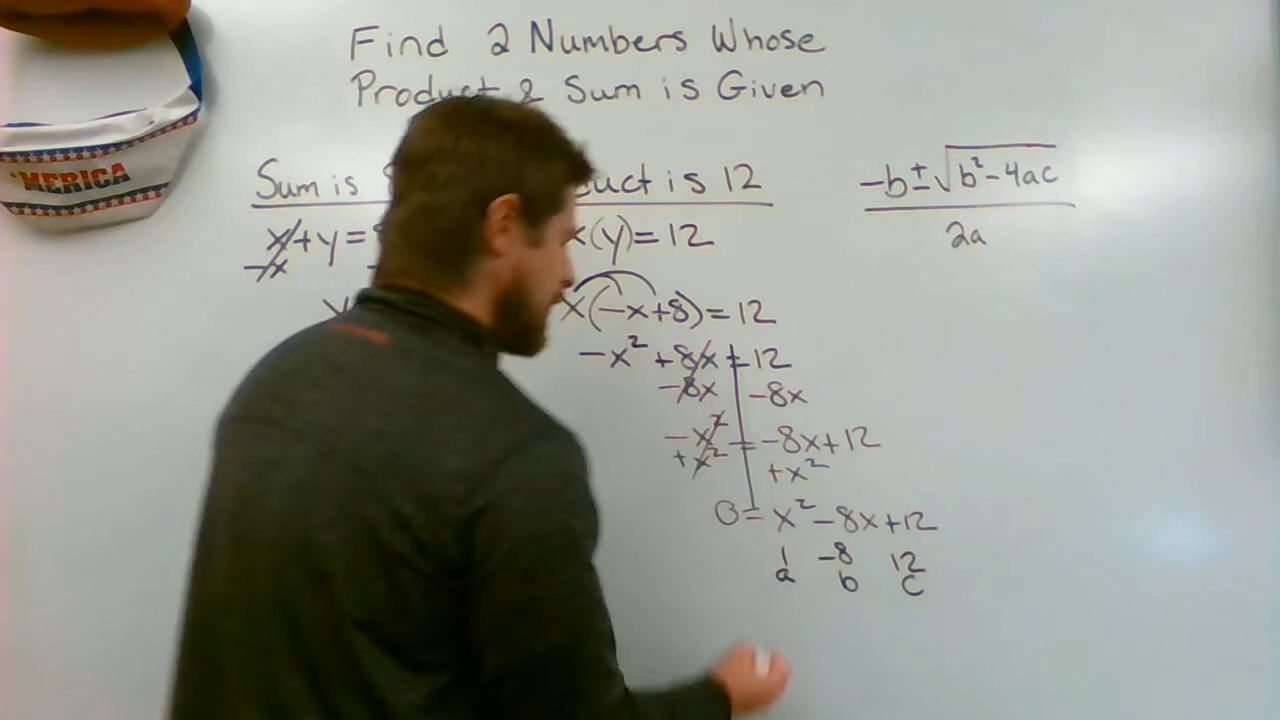 Find 2 Numbers Whose
Product & Sum is Given
Sum is uct is 12
x+y= x(y)=12
-x
x(-x+8)=12
-x² +8x = 12
-8x -8x
-x² = -8x+12
+x² +x²
0= x² -8x+12
1 -8 12
a b c
-b±√b²-4ac
2a
'MERICA